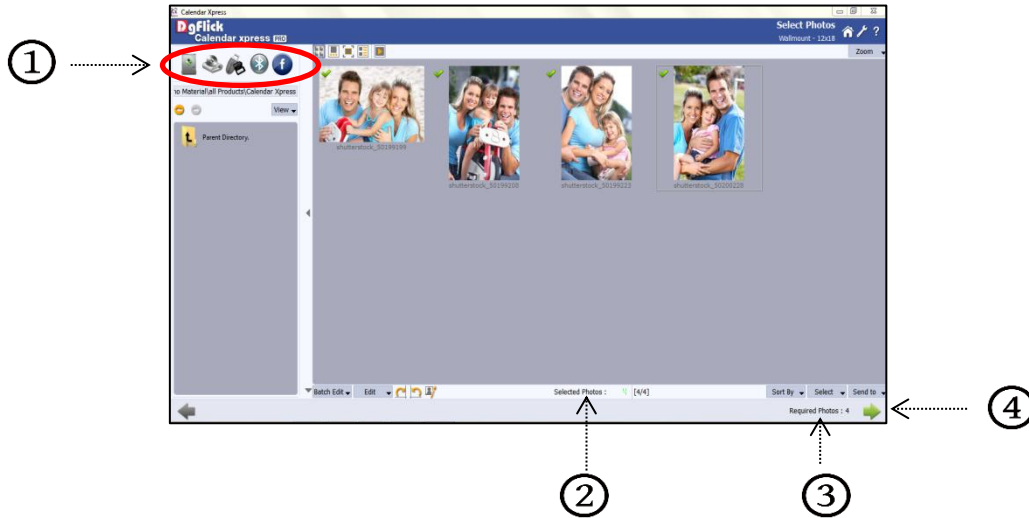 Calendar Xpress
DgFlick
Calendar xpress PRO
Select Photos
Wallmount - 12x18
?
1
f
Zoom
no Material\all Products\Calendar Xpress
View
Parent Directory.
shutterstock_50199199
shutterstock_50199208
shutterstock_50199223
shutterstock_50200228
Batch Edit
Edit
Selected Photos :
[4/4]
Sort By
Select
Send to
Required Photos : 4
4
2
3